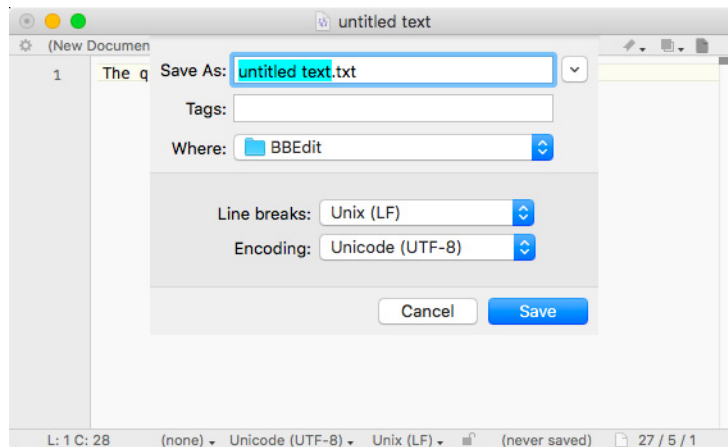 untitled text
(New Documen
1 The q
Save As: untitled text.txt
Tags:
Where: BBEdit
Line breaks: Unix (LF)
Encoding: Unicode (UTF-8)
Cancel Save
L: 1 C: 28 (none) Unicode (UTF-8) Unix (LF) (never saved) 27 / 5 / 1